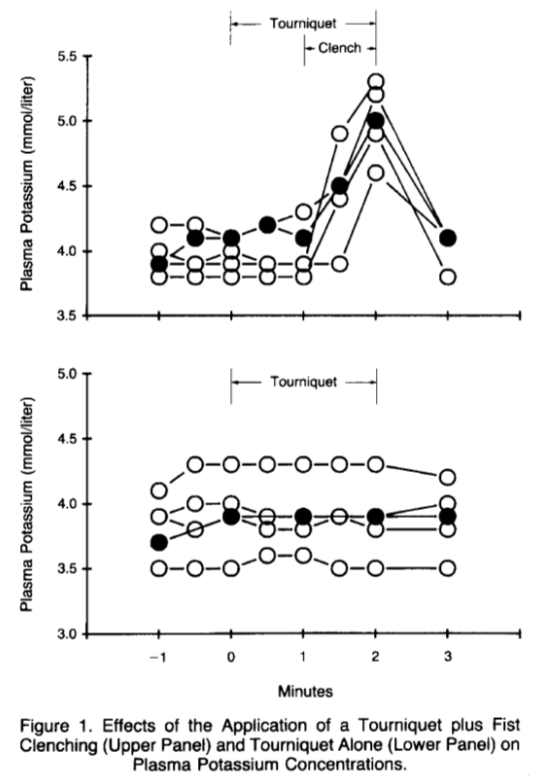 Tourniquet
Clench
5.5
5.0
4.5
4.0
3.5
Plasma Potassium (mmol/liter)
Tourniquet
5.0
4.5
4.0
3.5
3.0
Plasma Potassium (mmol/liter)
−1 0 1 2 3
Minutes
Figure 1. Effects of the Application of a Tourniquet plus Fist
Clenching (Upper Panel) and Tourniquet Alone (Lower Panel) on
Plasma Potassium Concentrations.